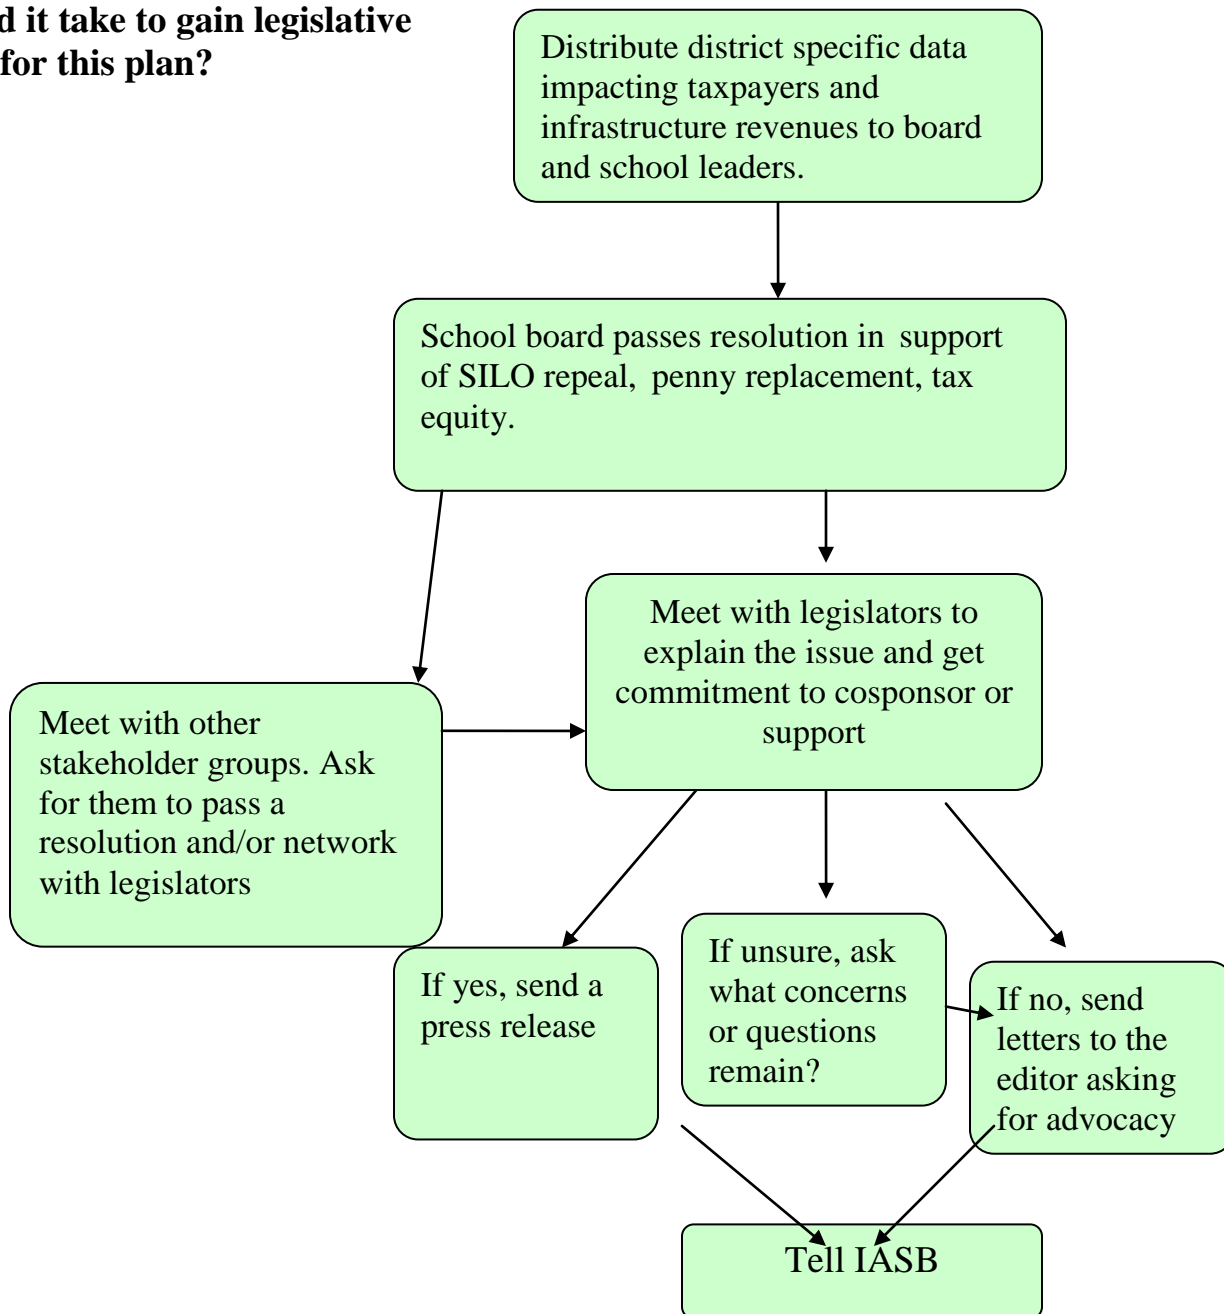 d it take to gain legislative
for this plan?
Distribute district specific data
impacting taxpayers and
infrastructure revenues to board
and school leaders.
School board passes resolution in support
of SILO repeal, penny replacement, tax
equity.
Meet with legislators to
explain the issue and get
commitment to cosponsor or
support
Meet with other
stakeholder groups. Ask
for them to pass a
resolution and/or network
with legislators
If yes, send a
press release
If unsure, ask
what concerns
or questions
remain?
If no, send
letters to the
editor asking
for advocacy
Tell IASB